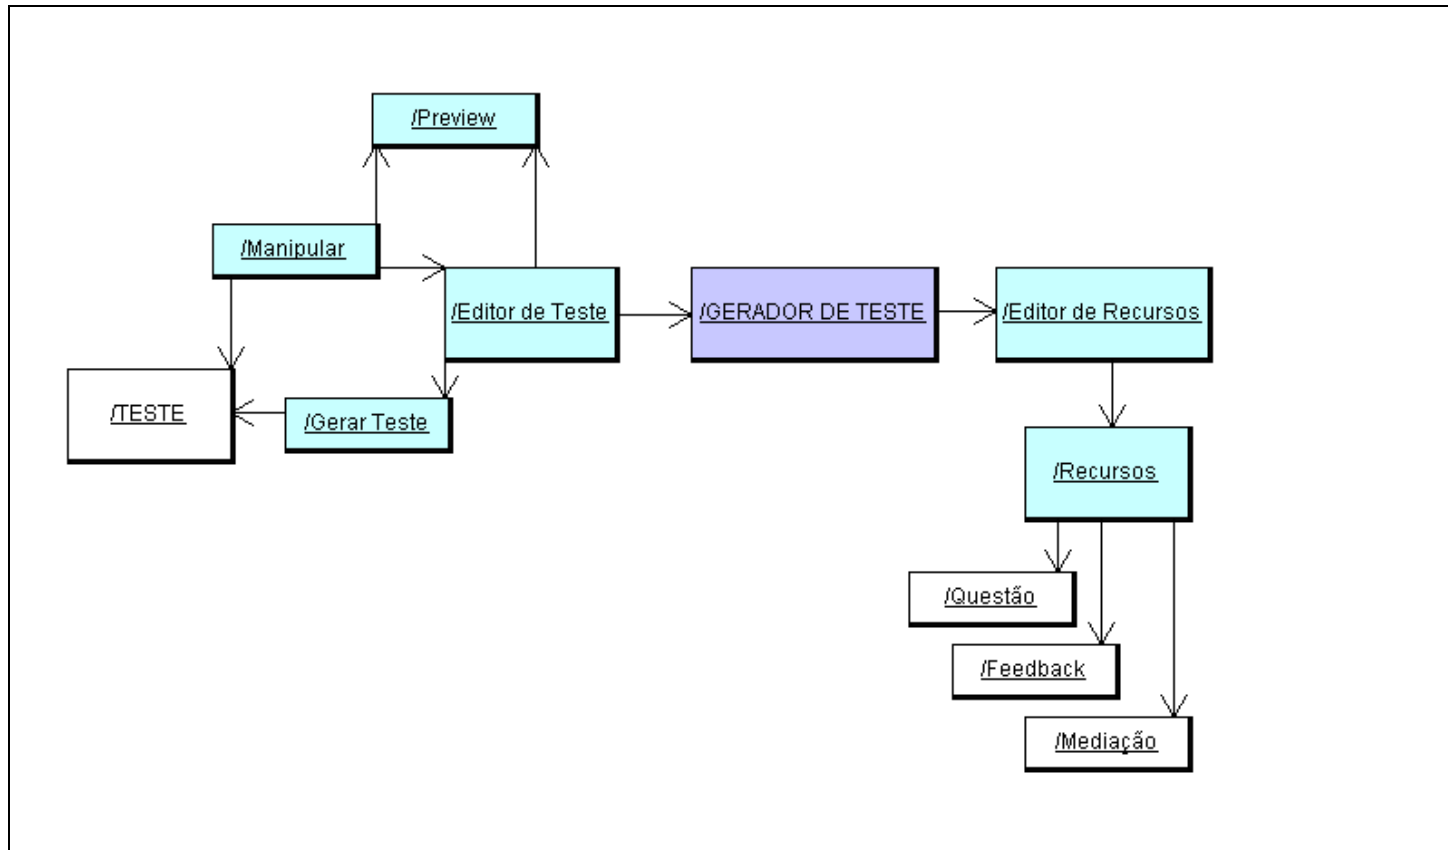 /Preview
/Manipular
/Editor de Teste
/GERADOR DE TESTE
/Editor de Recursos
/TESTE
/Gerar Teste
/Recursos
/Questão
/Feedback
/Mediação